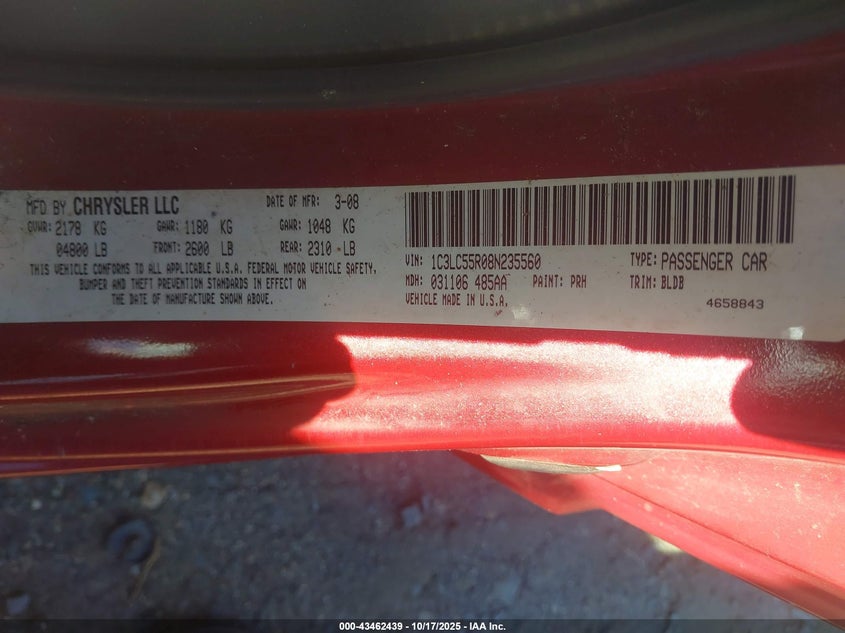 MFD BY CHRYSLER LLC DATE OF MFR: 3-08
GVWR: 2178 KG GAWR: 1180 KG GAWR: 1048 KG
04800 LB FRONT: 2600 LB REAR: 2310 LB
THIS VEHICLE CONFORMS TO ALL APPLICABLE U.S.A. FEDERAL MOTOR VEHICLE SAFETY,
BUMPER AND THEFT PREVENTION STANDARDS IN EFFECT ON
THE DATE OF MANUFACTURE SHOWN ABOVE.
VIN: 1C3LC55R08N235560 TYPE: PASSENGER CAR
MDH: 031106 485AA PAINT: PRH TRIM: BLDB
VEHICLE MADE IN U.S.A. 4658843
000-43462439 - 10/17/2025 - IAA Inc.